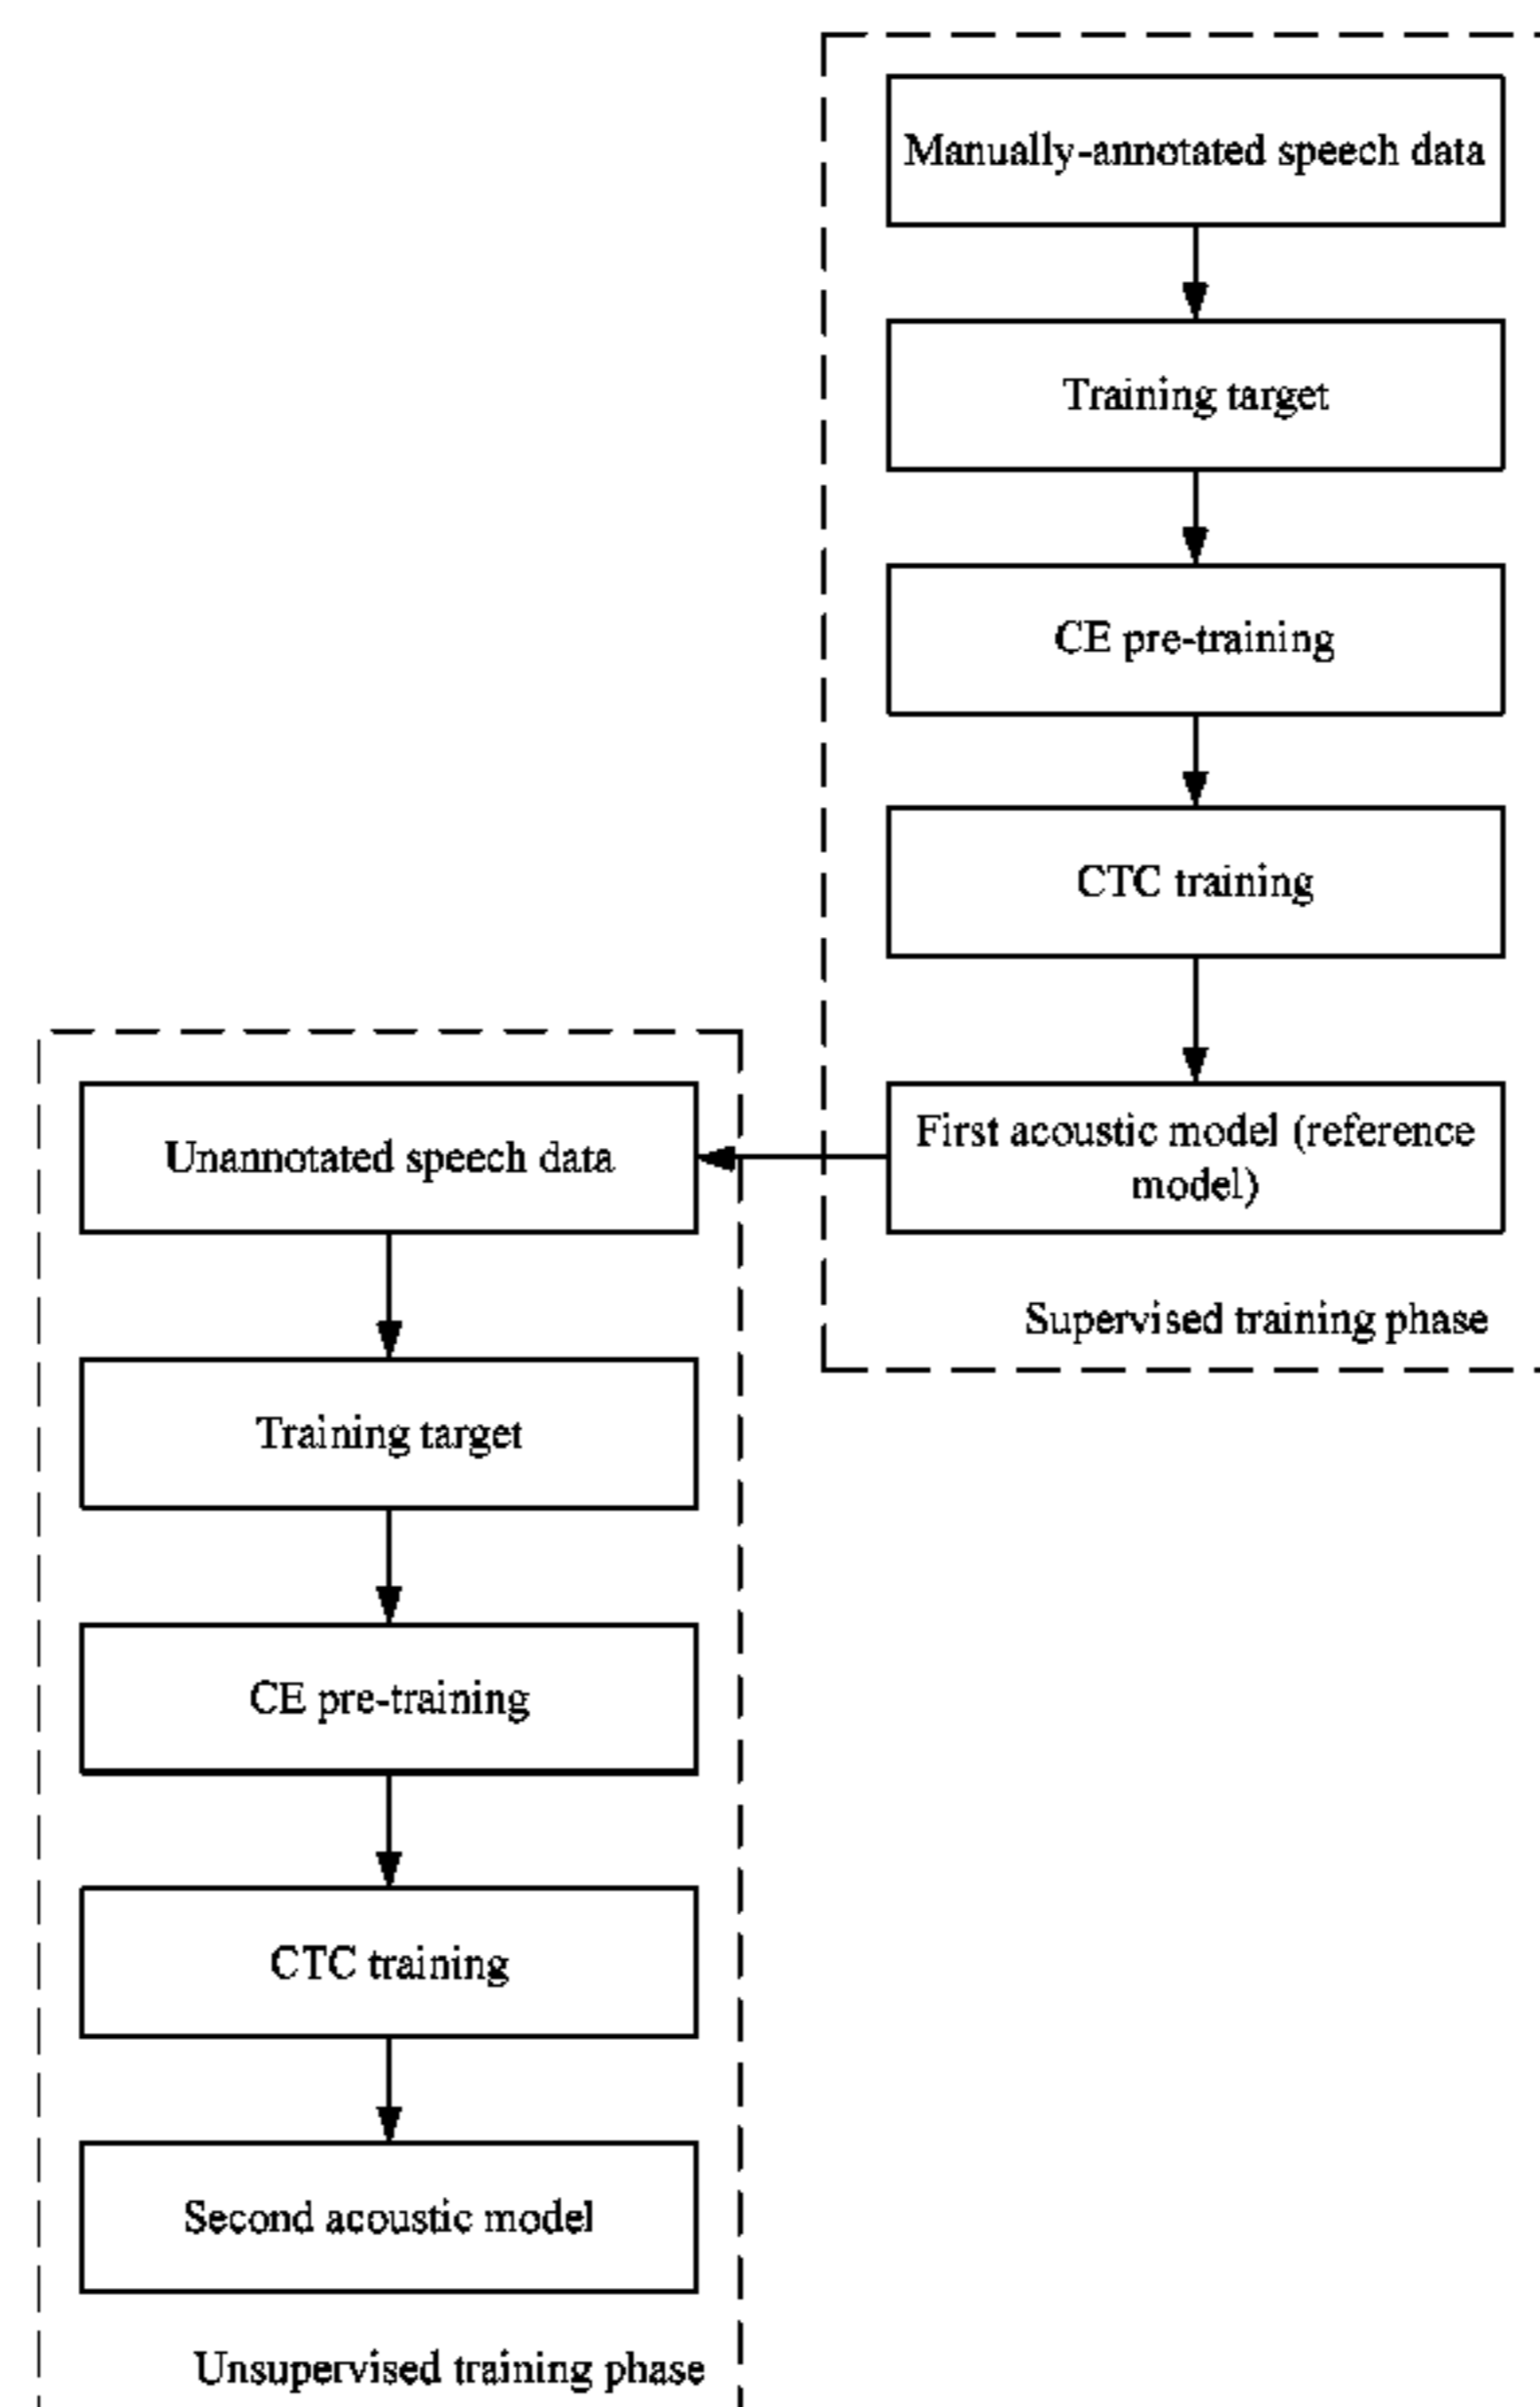 Manually-annotated speech data
Training target
CE pre-training
CTC training
First acoustic model (reference
model)
Supervised training phase
Unannotated speech data
Training target
CE pre-training
CTC training
Second acoustic model
Unsupervised training phase